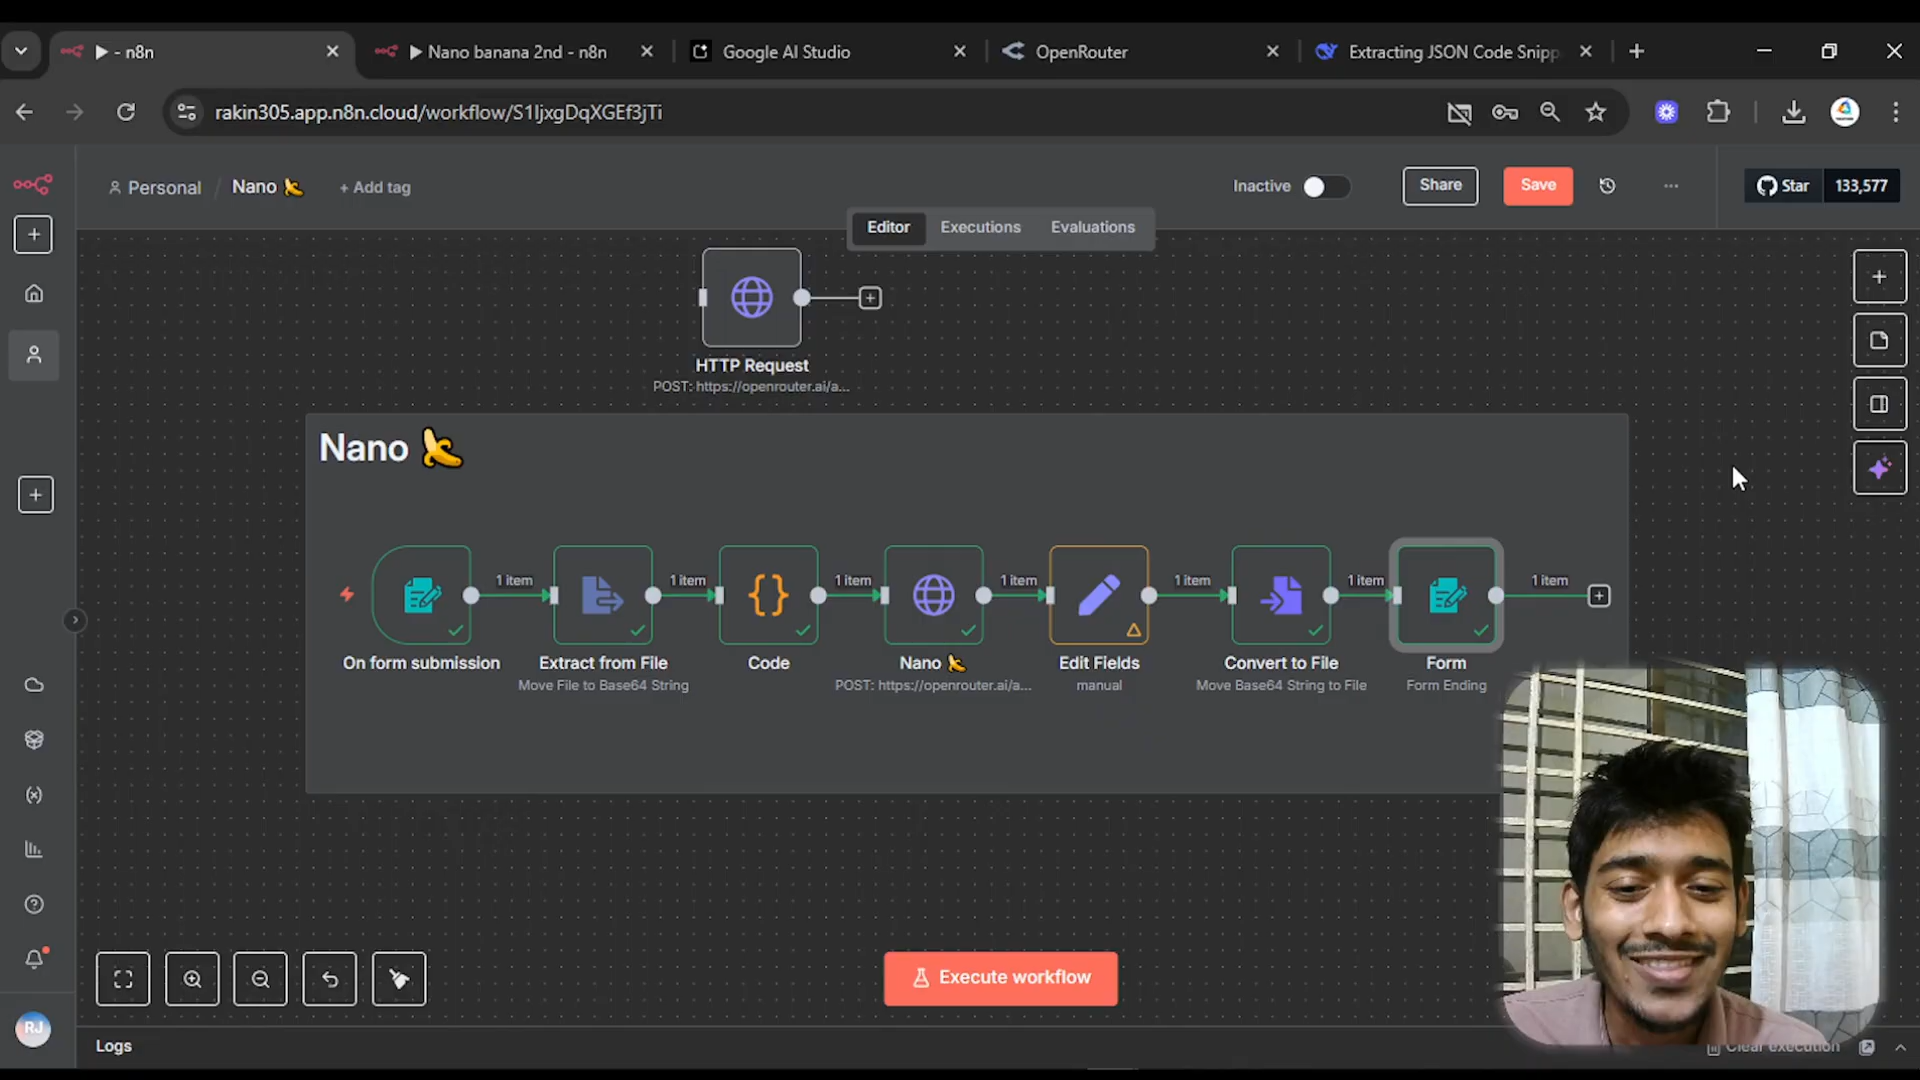 - n8n
Nano banana 2nd - n8n
Google AI Studio
OpenRouter
Extracting JSON Code Snipp
rakin305.app.n8n.cloud/workflow/S1IjxgDqXGEf3jTi
Personal / Nano 🍌 + Add tag
Inactive
Share
Save
...
Star 133,577
Editor
Executions
Evaluations
HTTP Request
POST: https://openrouter.ai/a...
Nano 🍌
1 item
1 item
1 item
1 item
1 item
1 item
1 item
On form submission
Extract from File
Move File to Base64 String
Code
Nano 🍌
POST: https://openrouter.ai/a...
Edit Fields
manual
Convert to File
Move Base64 String to File
Form
Form Ending
Execute workflow
RJ
Logs
Clear execution